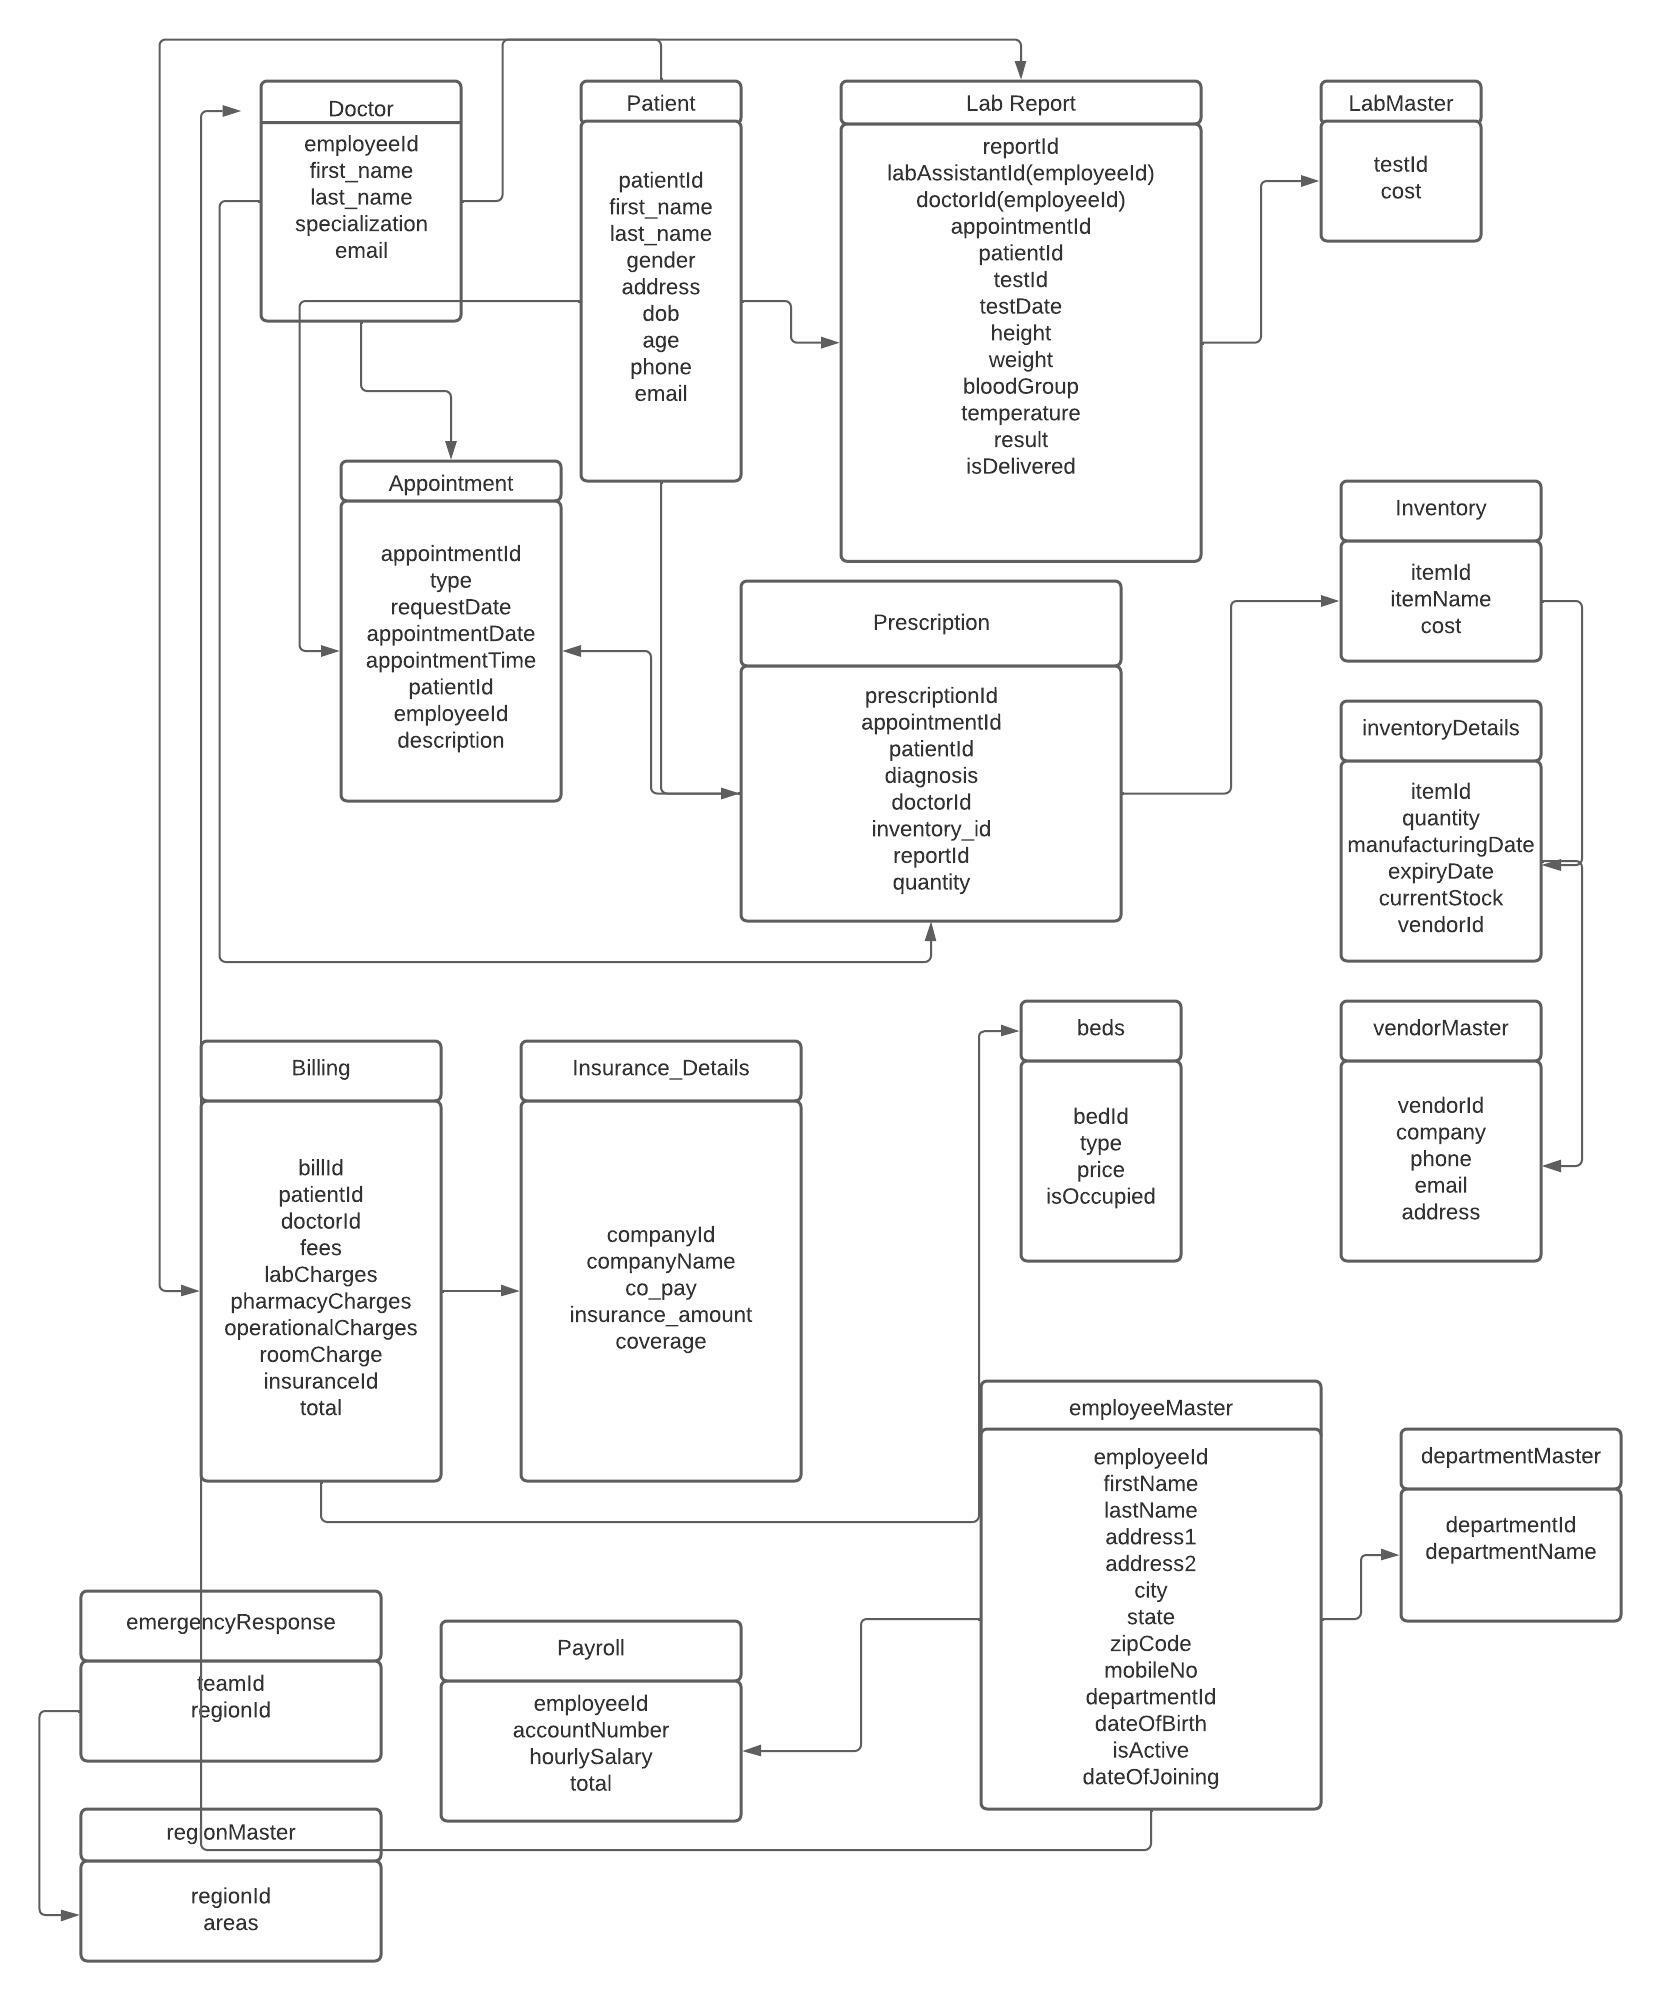 Doctor
employeeId
first_name
last_name
specialization
email
Patient
patientId
first_name
last_name
gender
address
dob
age
phone
email
Lab Report
reportId
labAssistantId(employeeId)
doctorId(employeeId)
appointmentId
patientId
testId
testDate
height
weight
bloodGroup
temperature
result
isDelivered
LabMaster
testId
cost
Appointment
appointmentId
type
requestDate
appointmentDate
appointmentTime
patientId
employeeId
description
Prescription
prescriptionId
appointmentId
patientId
diagnosis
doctorId
inventory_id
reportId
quantity
Inventory
itemId
itemName
cost
inventoryDetails
itemId
quantity
manufacturingDate
expiryDate
currentStock
vendorId
Billing
billId
patientId
doctorId
fees
labCharges
pharmacyCharges
operationalCharges
roomCharge
insuranceId
total
Insurance_Details
companyId
companyName
co_pay
insurance_amount
coverage
beds
bedId
type
price
isOccupied
vendorMaster
vendorId
company
phone
email
address
employeeMaster
employeeId
firstName
lastName
address1
address2
city
state
zipCode
mobileNo
departmentId
dateOfBirth
isActive
dateOfJoining
departmentMaster
departmentId
departmentName
emergencyResponse
teamId
regionId
Payroll
employeeId
accountNumber
hourlySalary
total
regionMaster
regionId
areas